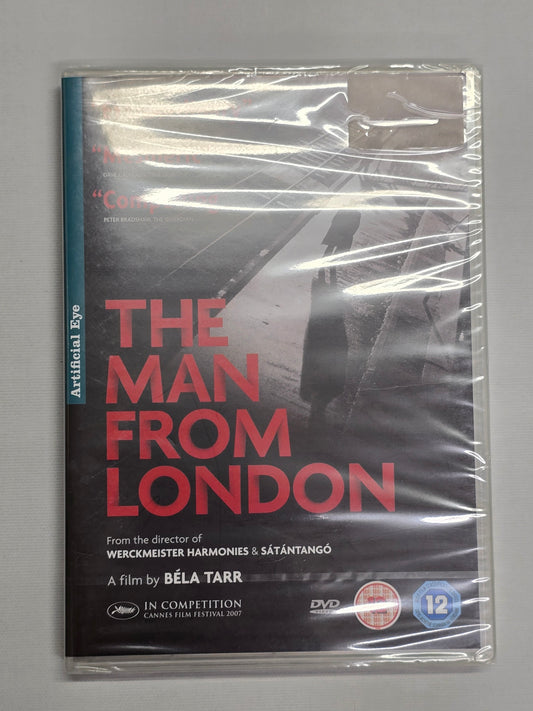 PETER BRADSHAW, THE GUARDIAN
Artificial Eye
THE
MAN
FROM
LONDON
From the director of
WERCKMEISTER HARMONIES & SÁTÁNTANGÓ
A film by BÉLA TARR
IN COMPETITION
CANNES FILM FESTIVAL 2007
DVD
VIDEO
12